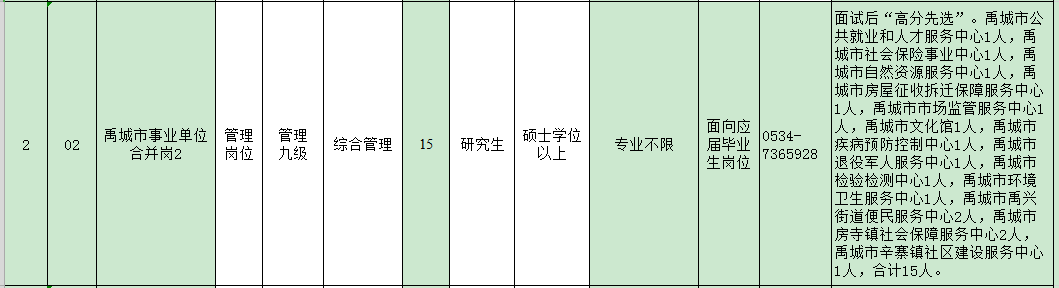 2
02
禹城市事业单位
合并岗2
管理
岗位
管理
九级
综合管理
15
研究生
硕士学位
以上
专业不限
面向应
届毕业
生岗位
0534-
7365928
面试后“高分先选”。禹城市公
共就业和人才服务中心1人，禹
城市社会保险事业中心1人，禹
城市自然资源服务中心1人，禹
城市房屋征收拆迁保障服务中心
1人，禹城市市场监管服务中心1
人，禹城市文化馆1人，禹城市
疾病预防控制中心1人，禹城市
退役军人服务中心1人，禹城市
检验检测中心1人，禹城市环境
卫生服务中心1人，禹城市禹兴
街道便民服务中心2人，禹城市
房寺镇社会保障服务中心2人，
禹城市辛寨镇社区建设服务中心
1人，合计15人。